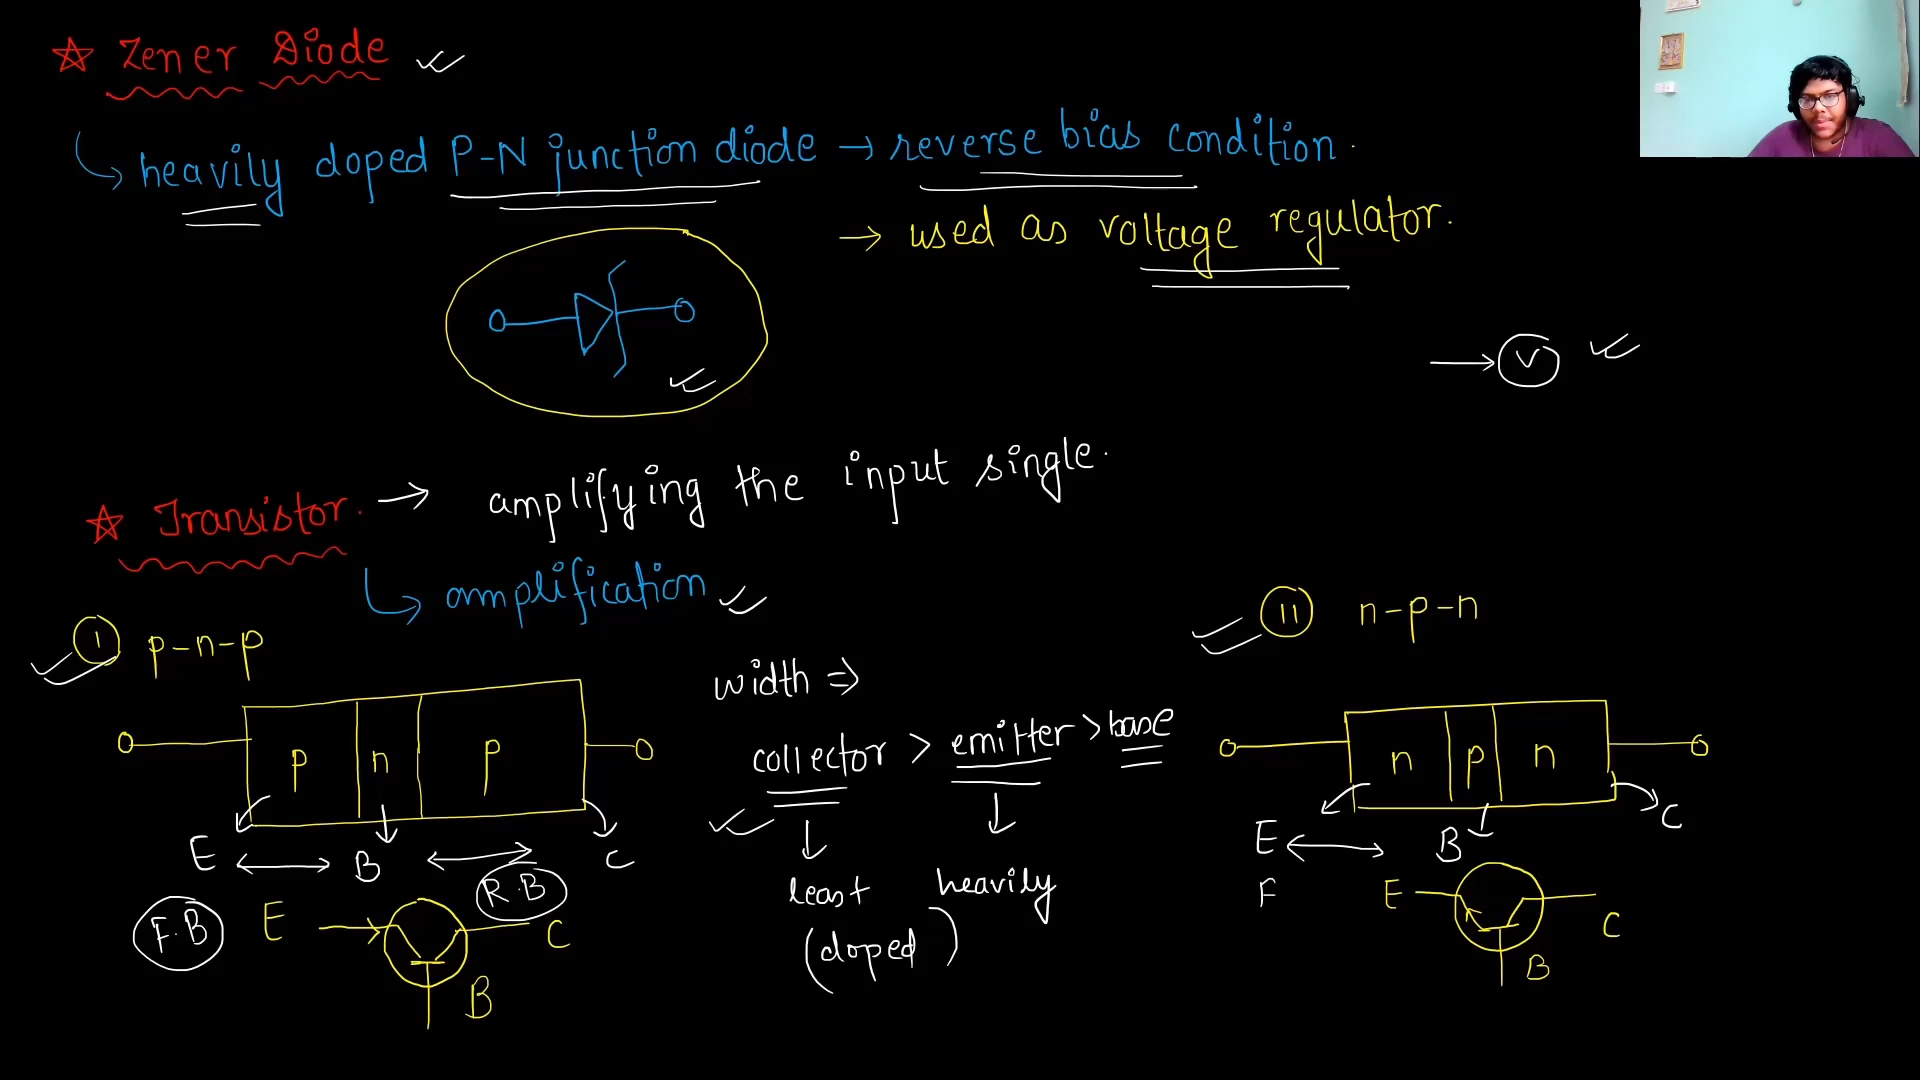 ☆ Zener Diode
↳ heavily doped P-N junction diode → reverse bias condition.
→ used as voltage regulator.
→ V
☆ Transistor. → amplifying the input single.
↳ amplification
I p-n-p
II n-p-n
width ⇒
collector > emitter > base
p n p
n p n
E B C
E B C
least heavily
(doped)
F.B R.B
F
E C
B
E C
B